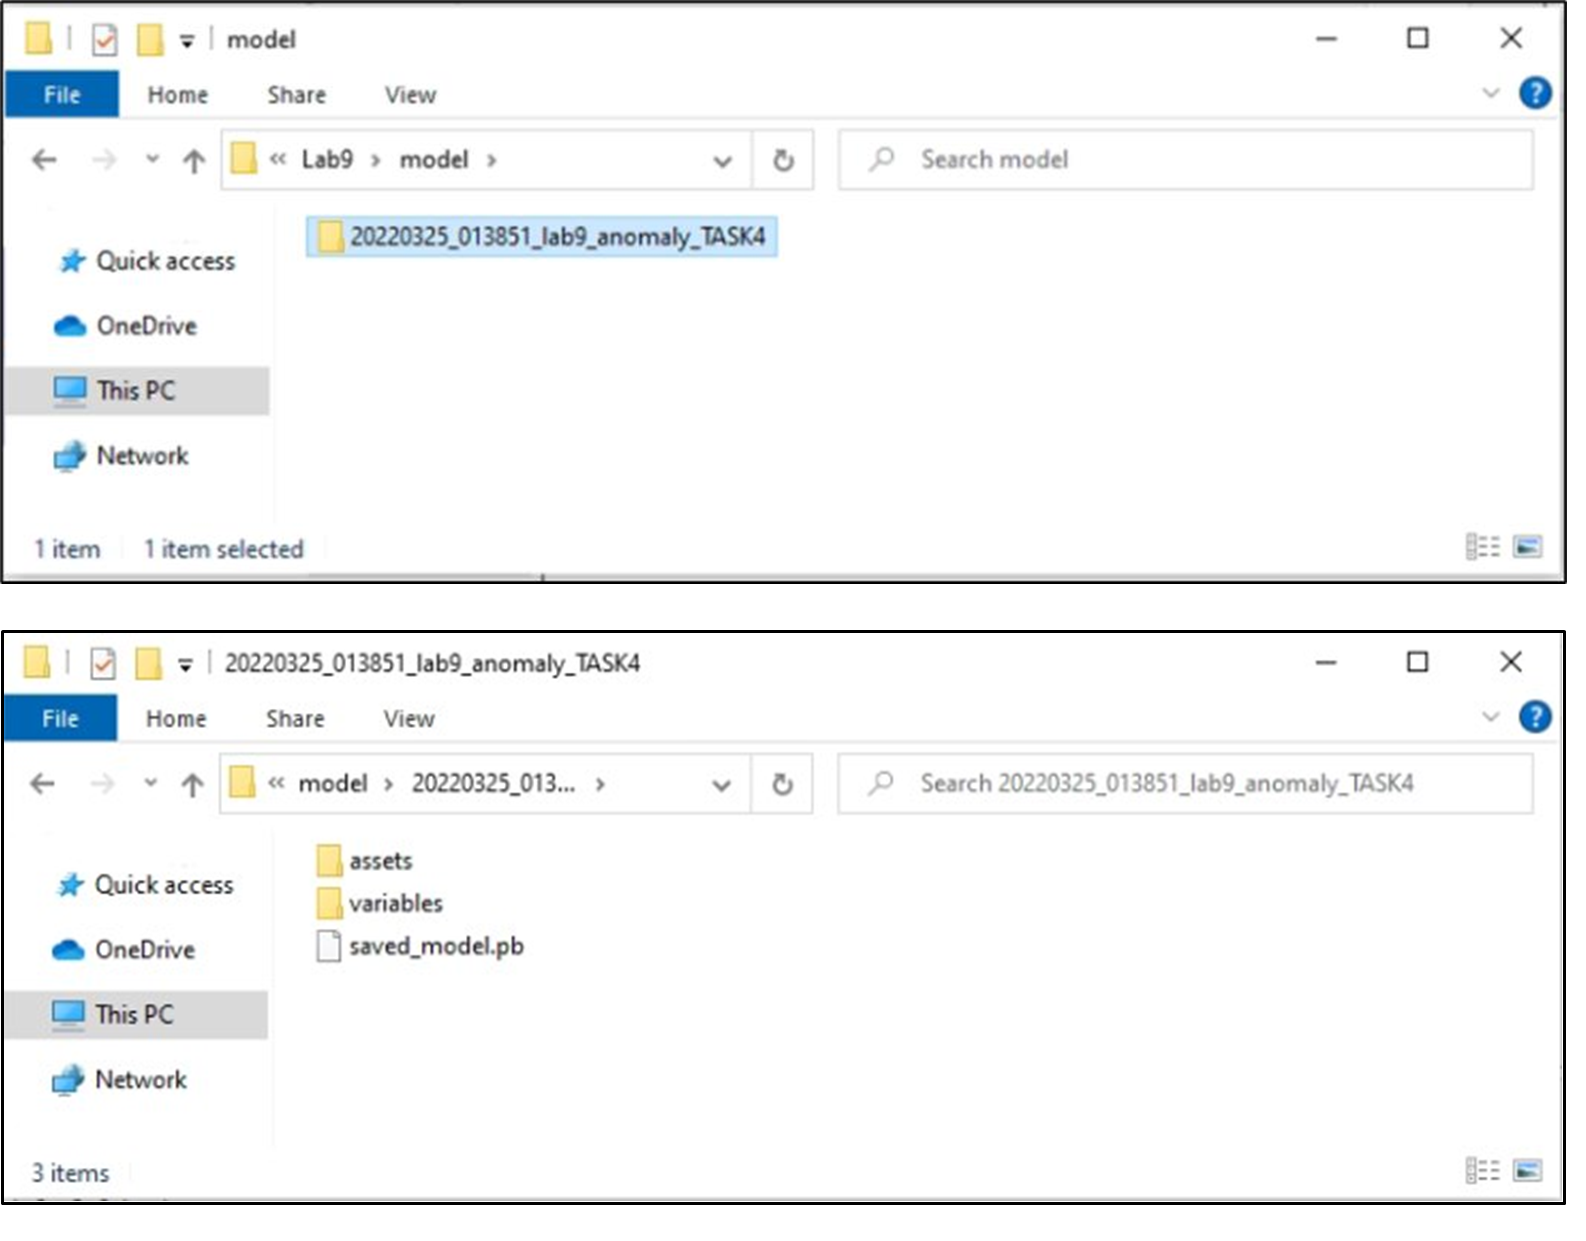 model
File Home Share View
« Lab9 > model > Search model
20220325_013851_lab9_anomaly_TASK4
Quick access
OneDrive
This PC
Network
1 item 1 item selected
20220325_013851_lab9_anomaly_TASK4
File Home Share View
« model > 20220325_013... > Search 20220325_013851_lab9_anomaly_TASK4
assets
Quick access
variables
OneDrive
saved_model.pb
This PC
Network
3 items